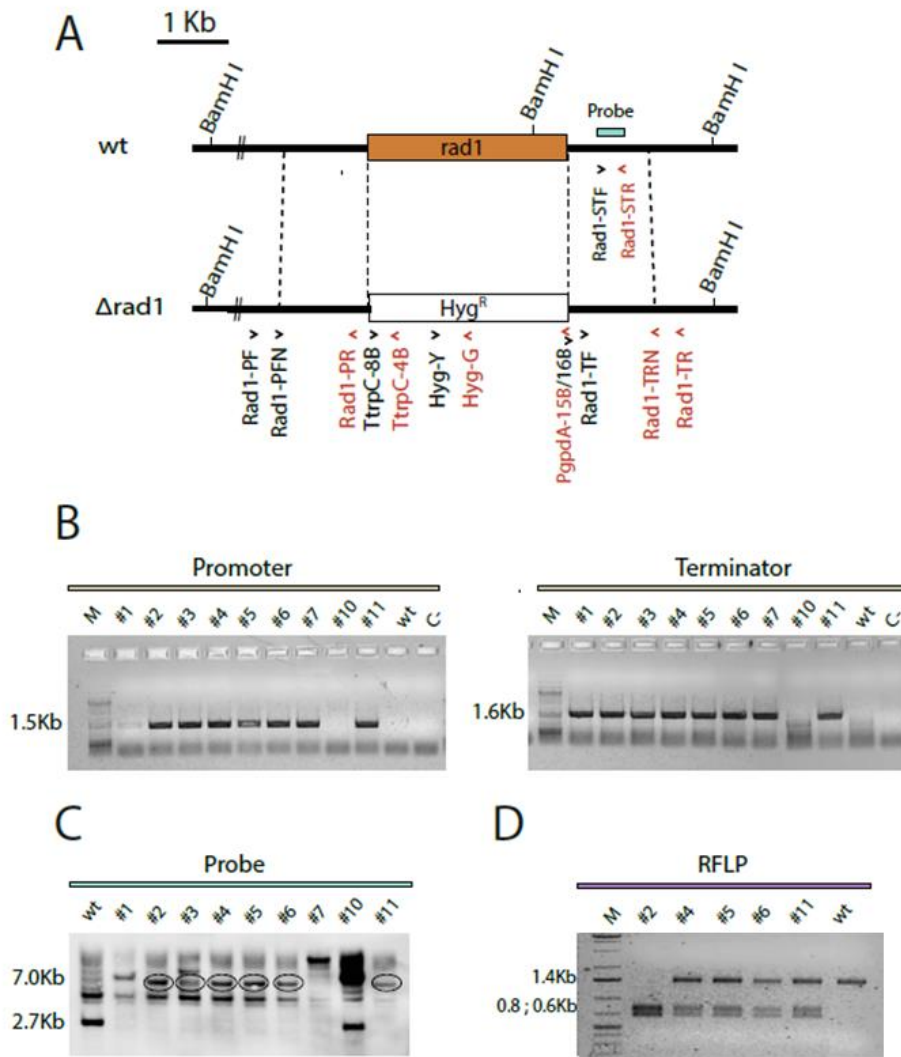 A
1 Kb
BamH I
BamH I
Probe
BamH I
wt
rad1
Rad1-STF
Rad1-STR
BamH I
BamH I
Δrad1
Hyg^R
Rad1-PF
Rad1-PFN
Rad1-PR
TtrpC-8B
TtrpC-4B
Hyg-Y
Hyg-G
PgpdA-15B/16B
Rad1-TF
Rad1-TRN
Rad1-TR
B
Promoter
M #1 #2 #3 #4 #5 #6 #7 #10 #11 wt C-
1.5Kb
Terminator
M #1 #2 #3 #4 #5 #6 #7 #10 #11 wt C-
1.6Kb
C
Probe
wt #1 #2 #3 #4 #5 #6 #7 #10 #11
7.0Kb
2.7Kb
D
RFLP
M #2 #4 #5 #6 #11 wt
1.4Kb
0.8 ; 0.6Kb